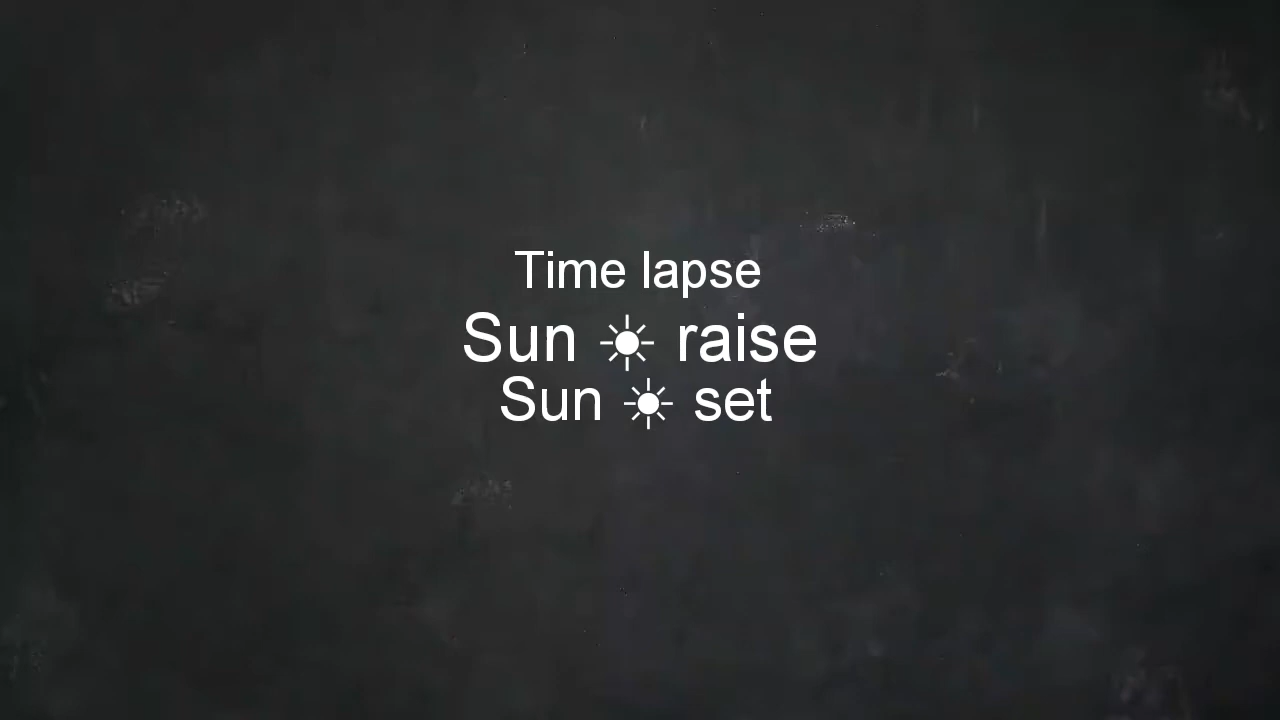 Time lapse
Sun ☀ raise
Sun ☀ set